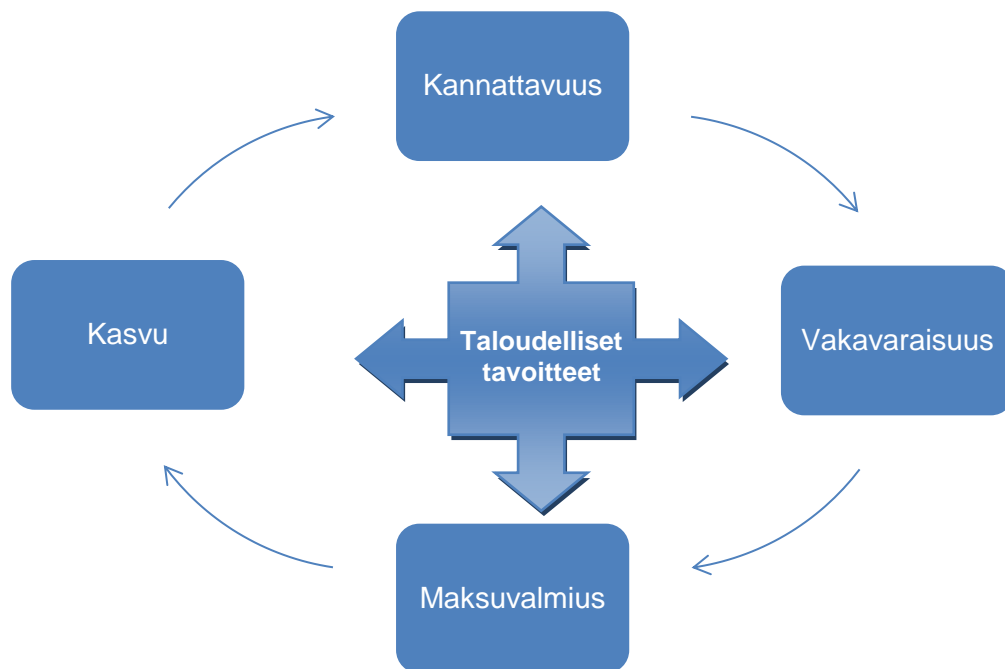 Kannattavuus
Kasvu
Taloudelliset
tavoitteet
Vakavaraisuus
Maksuvalmius